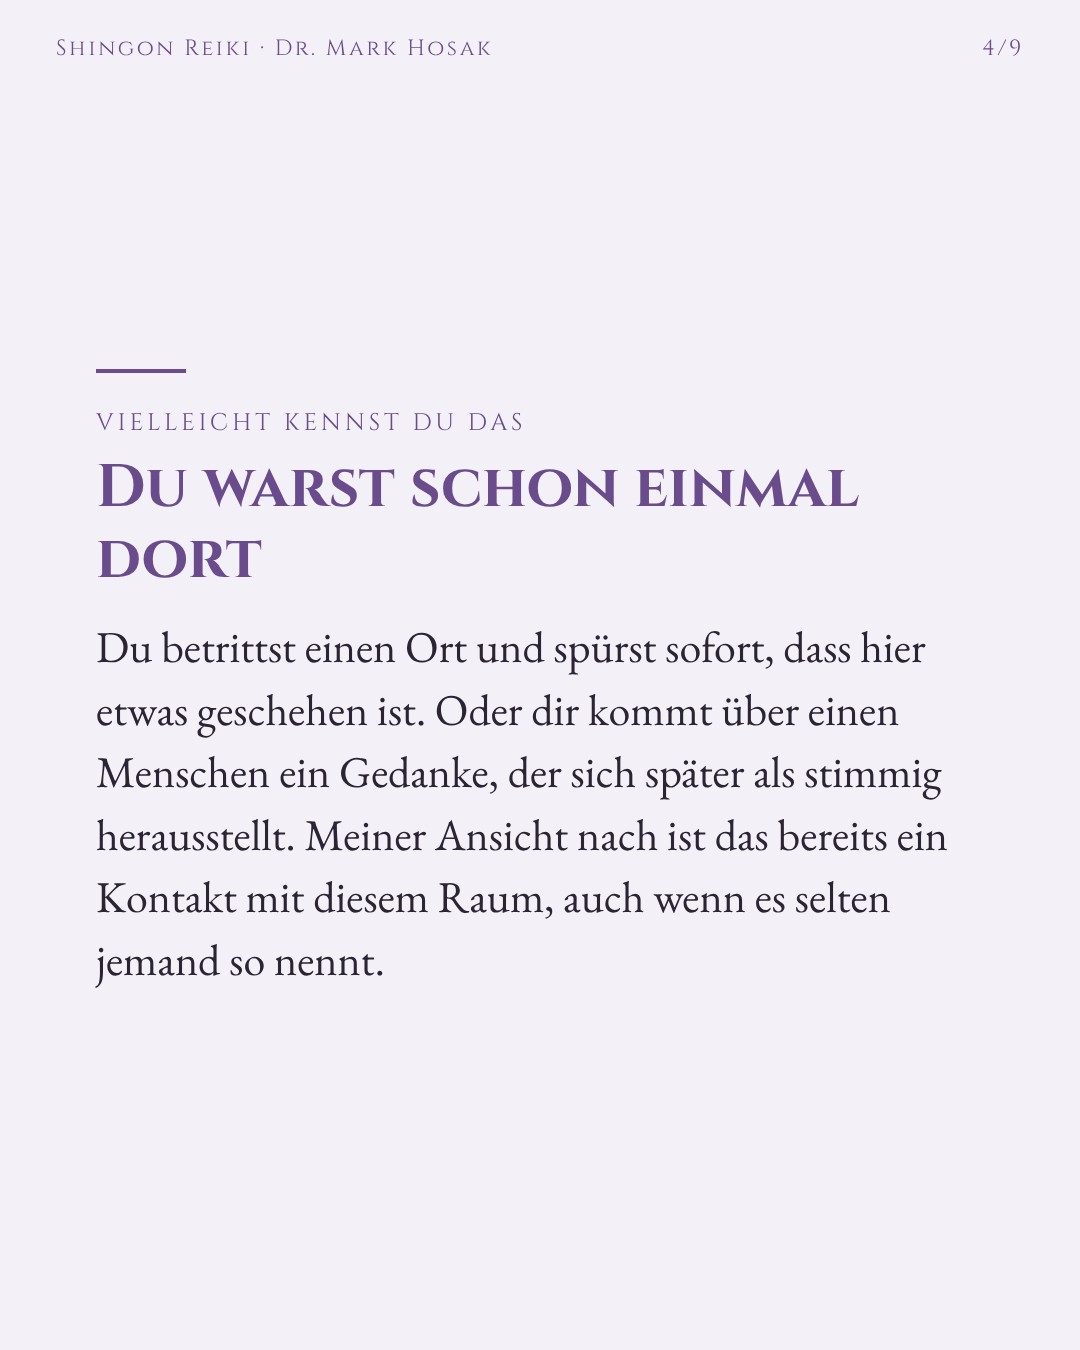 Shingon Reiki · Dr. Mark Hosak
4/9
VIELLEICHT KENNST DU DAS
Du warst schon einmal
dort
Du betrittst einen Ort und spürst sofort, dass hier
etwas geschehen ist. Oder dir kommt über einen
Menschen ein Gedanke, der sich später als stimmig
herausstellt. Meiner Ansicht nach ist das bereits ein
Kontakt mit diesem Raum, auch wenn es selten
jemand so nennt.